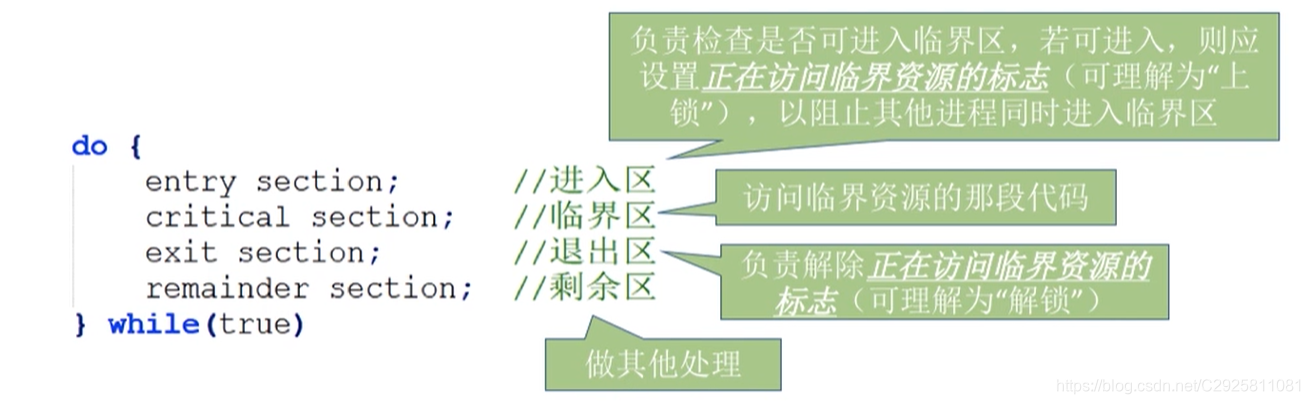 负责检查是否可进入临界区，若可进入，则应
设置正在访问临界资源的标志（可理解为“上
锁”），以阻止其他进程同时进入临界区
do {
entry section; //进入区
critical section; //临界区
exit section; //退出区
remainder section; //剩余区
} while(true)
访问临界资源的那段代码
负责解除正在访问临界资源的
标志（可理解为“解锁”）
做其他处理
https://blog.csdn.net/C2925811081